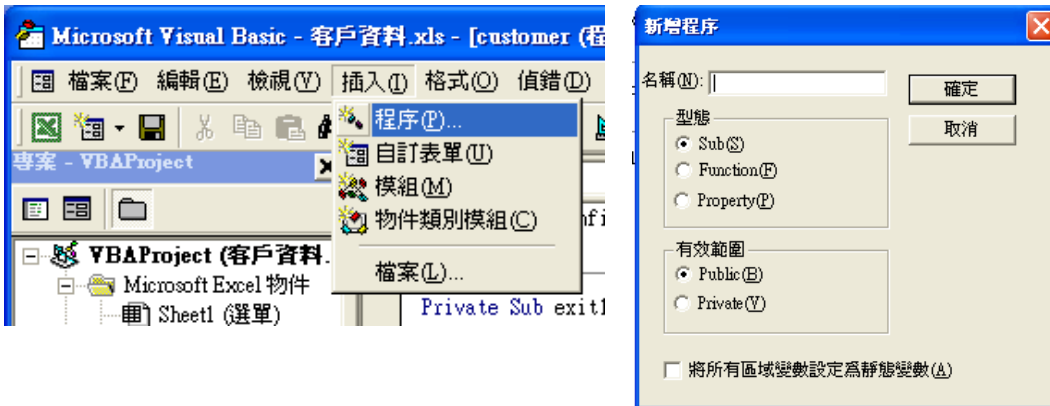 Microsoft Visual Basic - 客戶資料.xls - [customer (程
檔案(F) 編輯(E) 檢視(V) 插入(I) 格式(O) 偵錯(D)
程序(P)...
自訂表單(U)
模組(M)
物件類別模組(C)
檔案(L)...
專案 - VBAProject
VBAProject (客戶資料.
Microsoft Excel 物件
Sheet1 (選單)
Private Sub exit1
新增程序
名稱(N):
確定
取消
型態
Sub(S)
Function(F)
Property(P)
有效範圍
Public(B)
Private(V)
將所有區域變數設定為靜態變數(A)